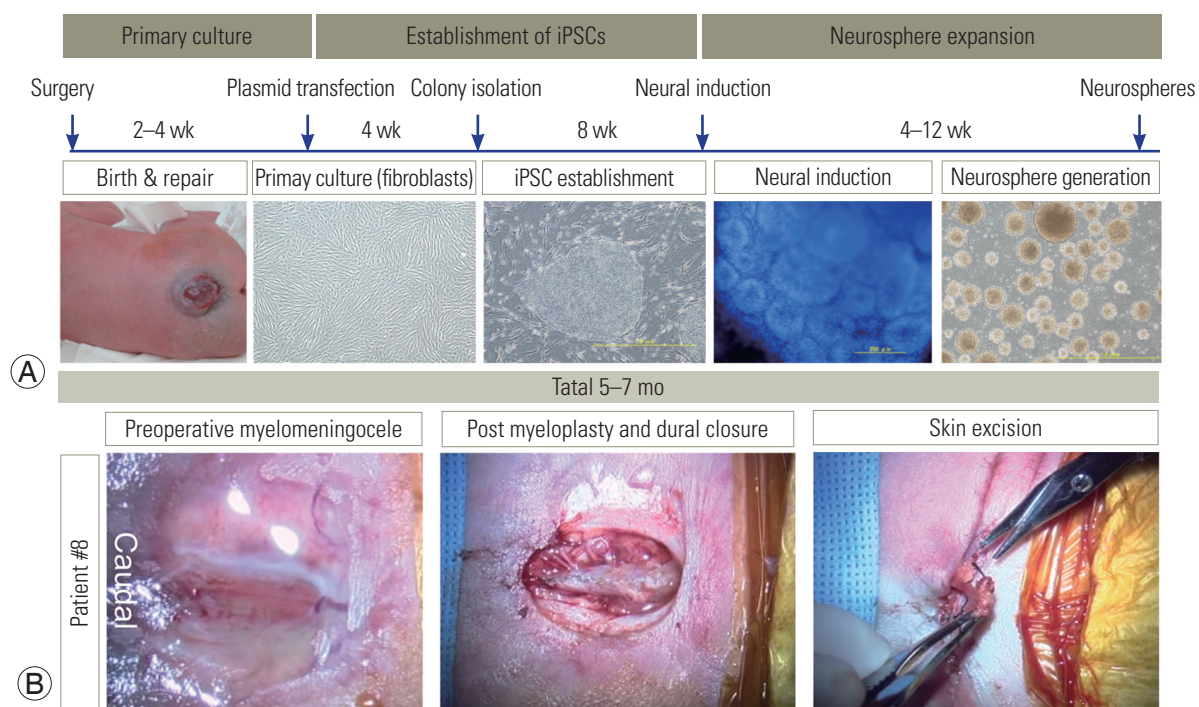 Primary culture
Establishment of iPSCs
Neurosphere expansion
Surgery
Plasmid transfection
Colony isolation
Neural induction
Neurospheres
2–4 wk
4 wk
8 wk
4–12 wk
Birth & repair
Primay culture (fibroblasts)
iPSC establishment
Neural induction
Neurosphere generation
200 μm
A
Tatal 5–7 mo
Preoperative myelomeningocele
Post myeloplasty and dural closure
Skin excision
Patient #8
Caudal
B